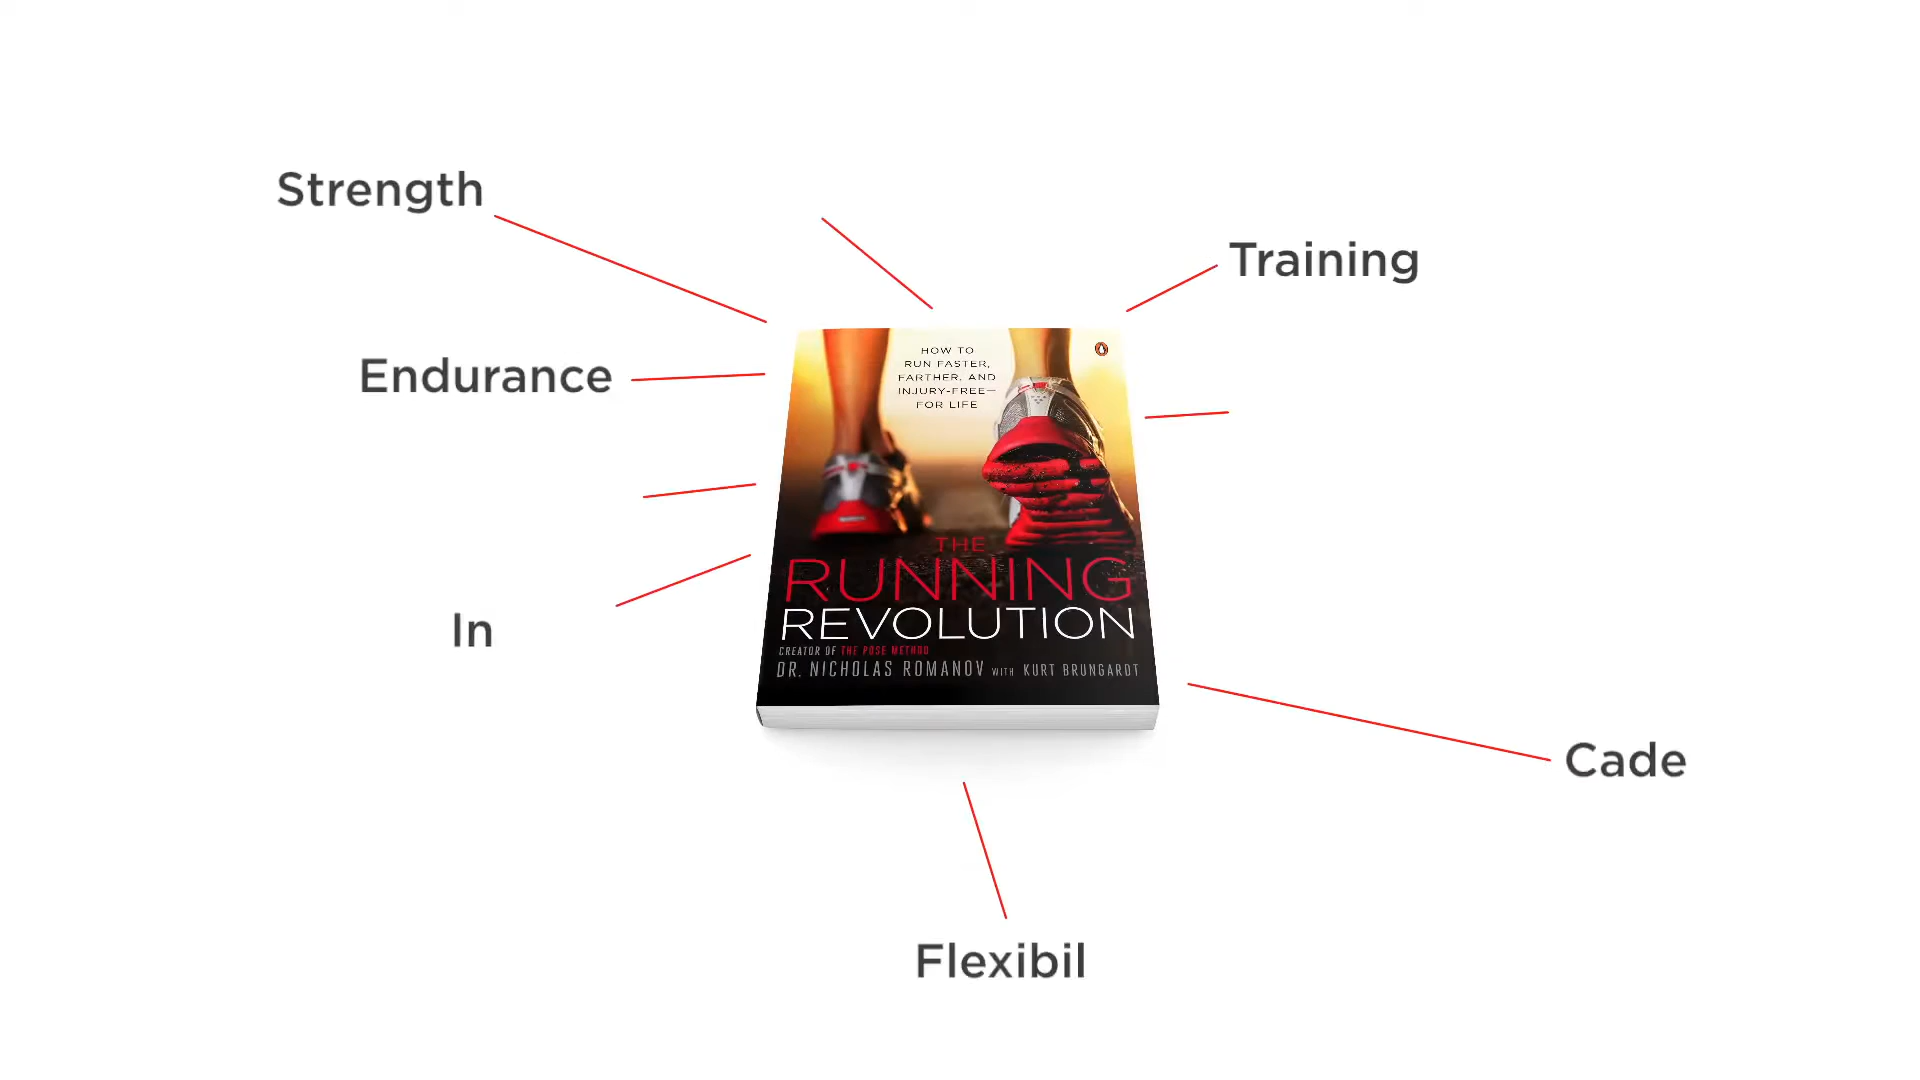 Strength
Training
Endurance
HOW TO
RUN FASTER,
FARTHER, AND
INJURY-FREE—
FOR LIFE
THE
RUNNING
REVOLUTION
CREATOR OF THE POSE METHOD
DR. NICHOLAS ROMANOV WITH KURT BRUNGARDT
In
Cade
Flexibil